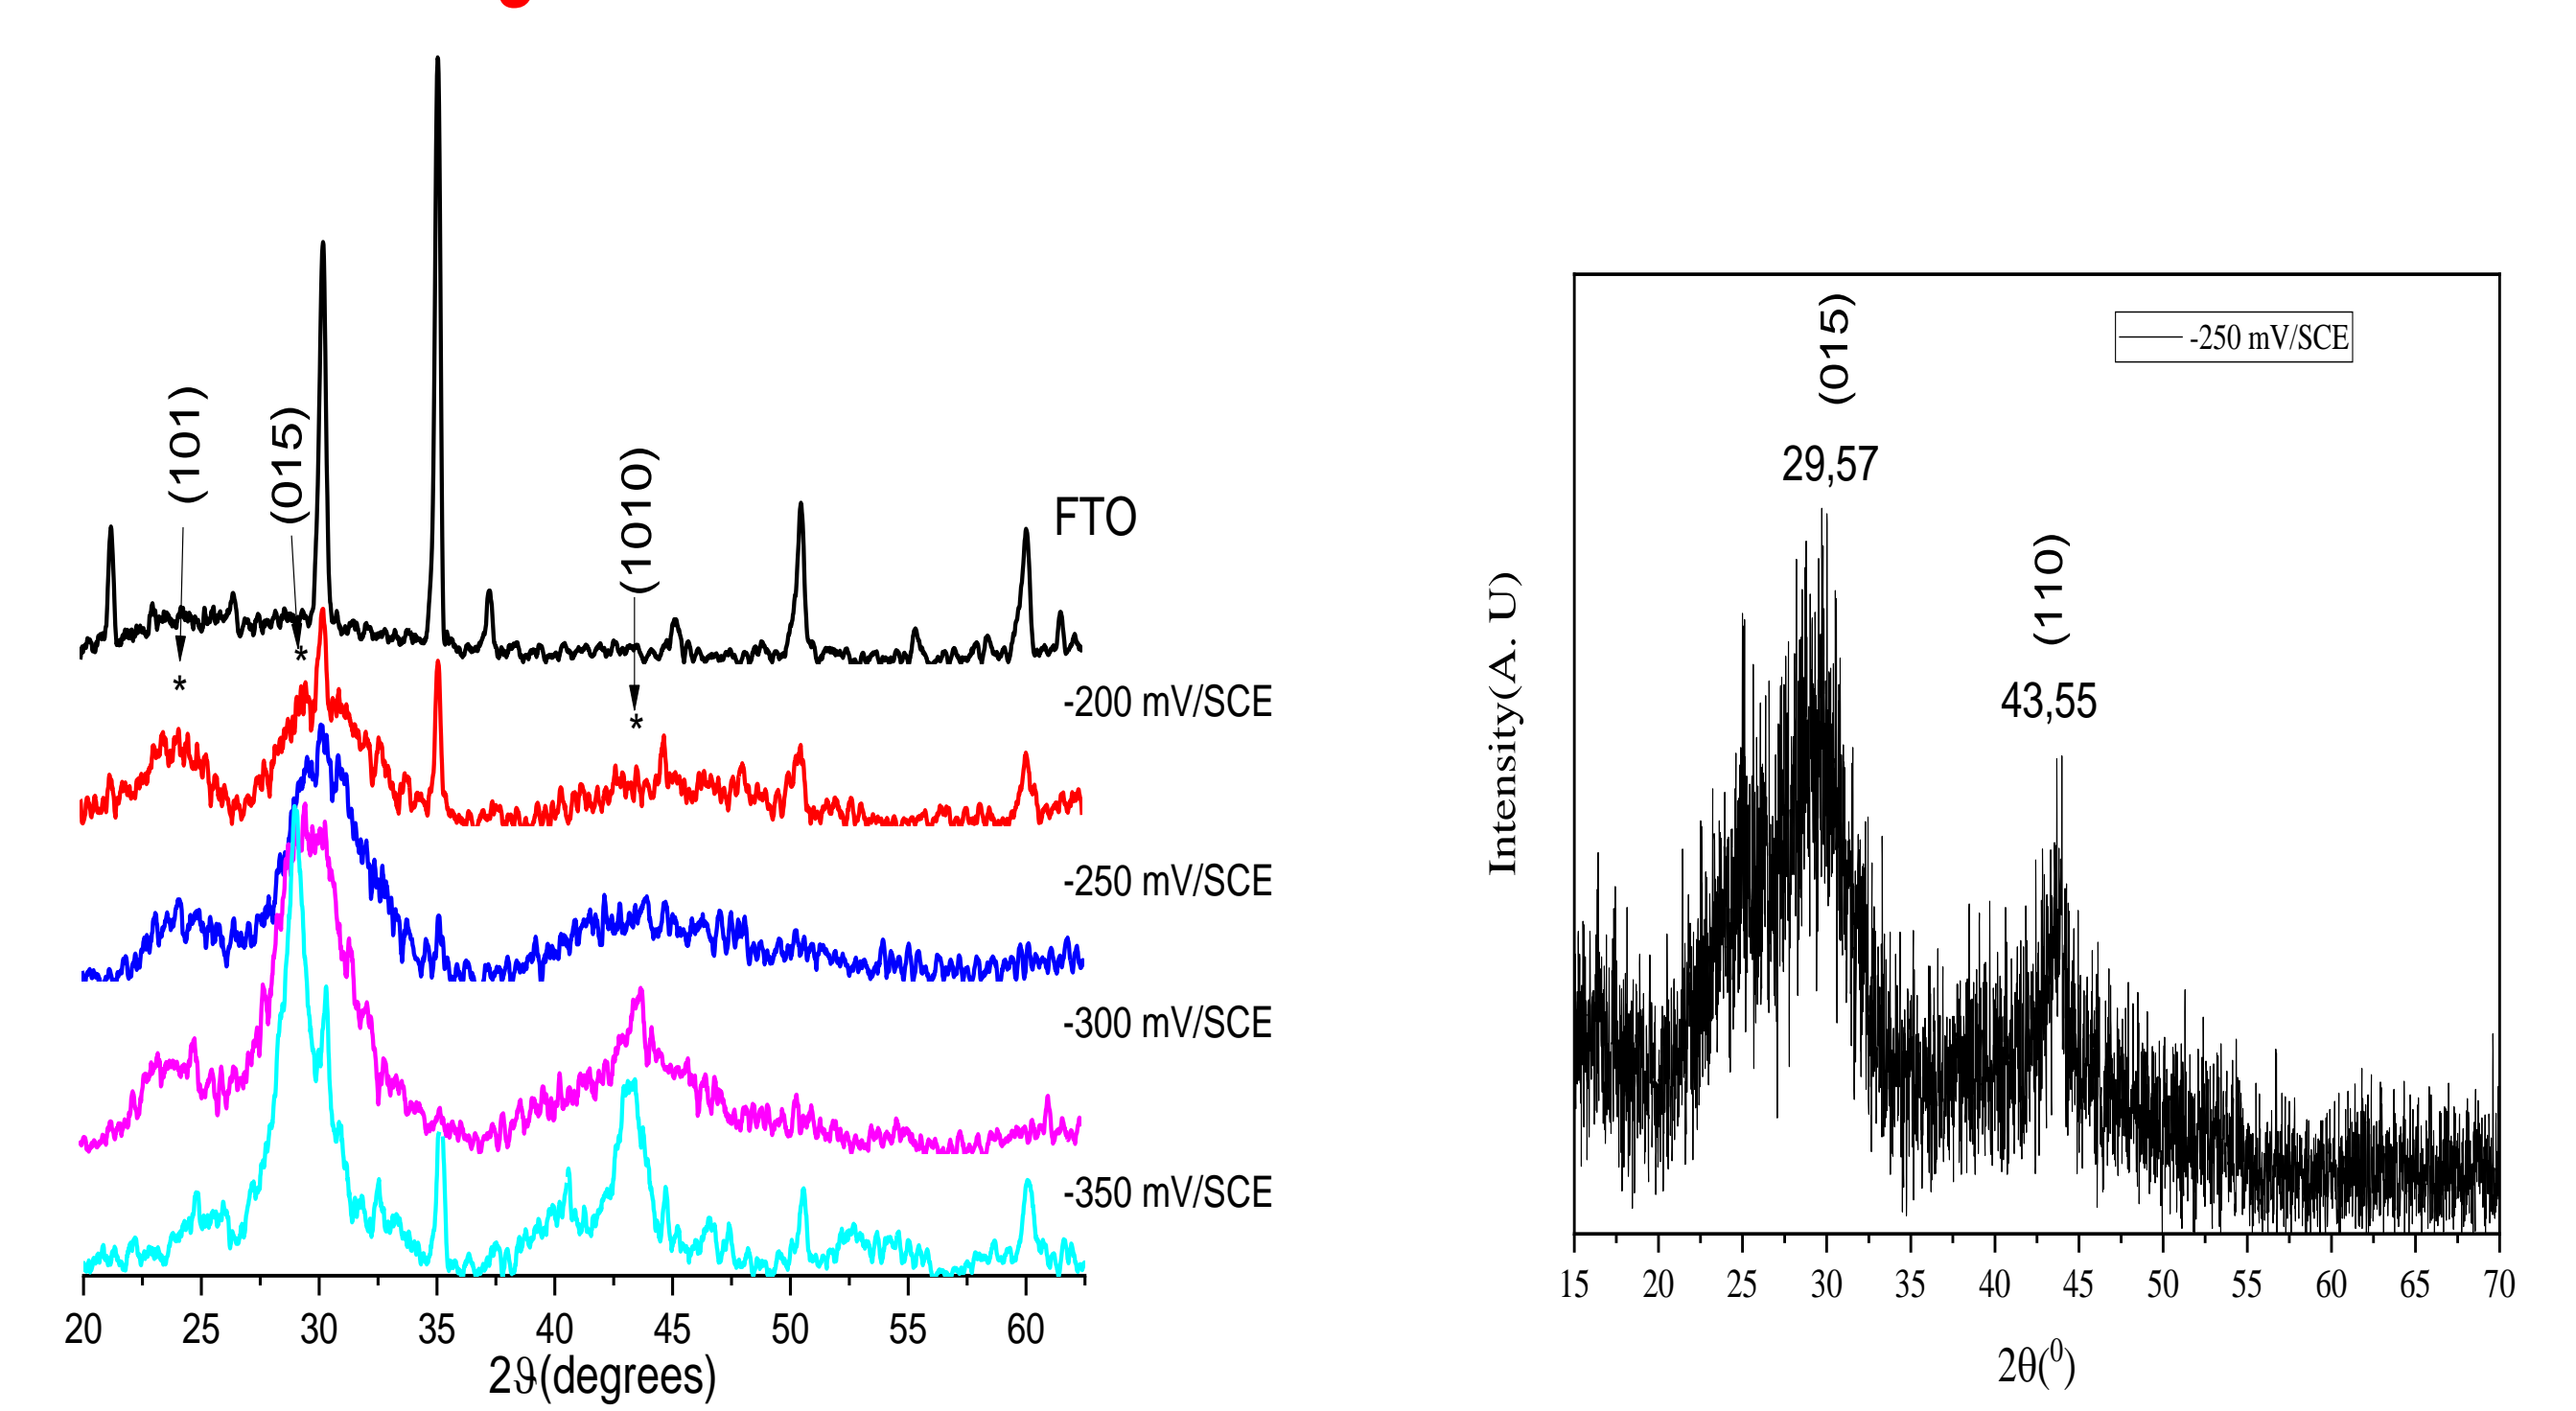 g
(101)
(015)
(1010)
FTO
*
*
*
-200 mV/SCE
-250 mV/SCE
-300 mV/SCE
-350 mV/SCE
20 25 30 35 40 45 50 55 60
2ϑ(degrees)
(015)
-250 mV/SCE
29,57
(110)
43,55
Intensity(A. U)
15 20 25 30 35 40 45 50 55 60 65 70
2θ(⁰)